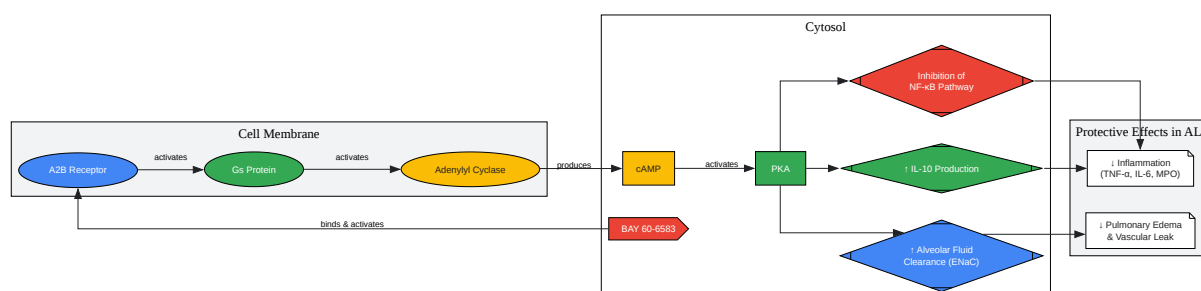 Cytosol
Inhibition of
NF-κB Pathway
Cell Membrane
Protective Effects in AL
A2B Receptor
activates
Gs Protein
activates
Adenylyl Cyclase
produces
cAMP
activates
PKA
↑ IL-10 Production
↓ Inflammation
(TNF-α, IL-6, MPO)
binds & activates
BAY 60-6583
↓ Pulmonary Edema
& Vascular Leak
↑ Alveolar Fluid
Clearance (ENaC)